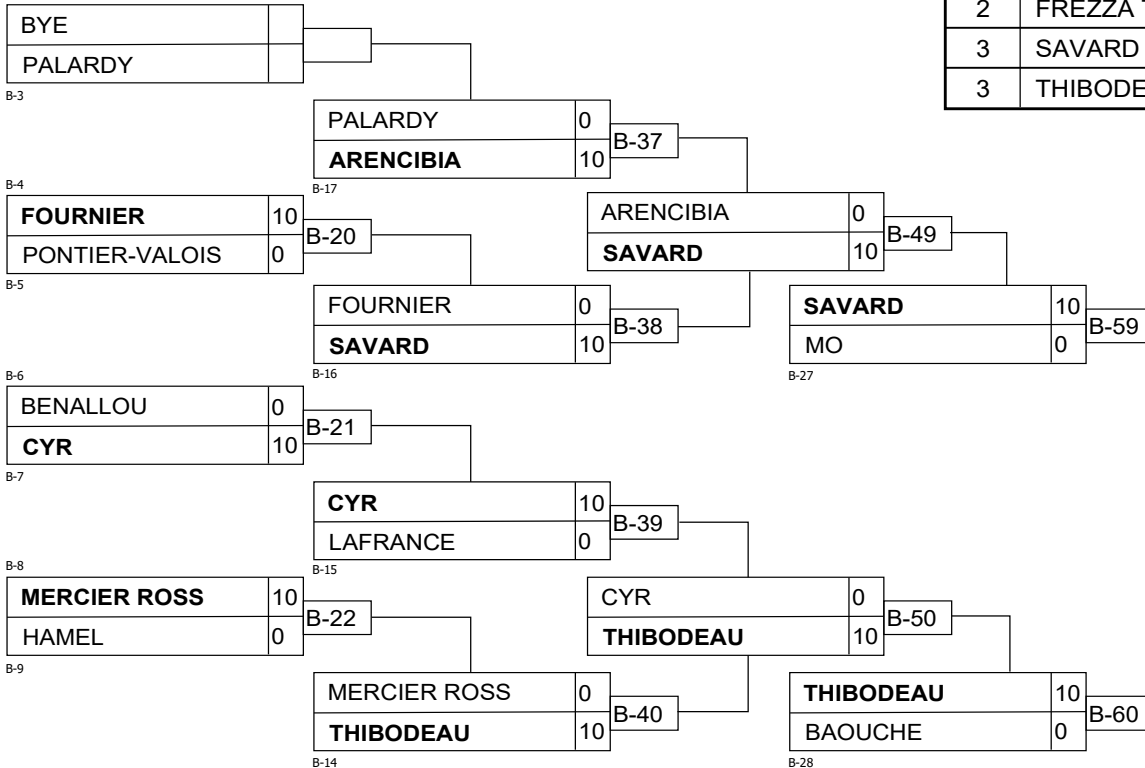 BYE
PALARDY
B-3
2 FREZZA
3 SAVARD
3 THIBODE
PALARDY 0
ARENCIBIA 10
B-37
B-17
B-4
FOURNIER 10
PONTIER-VALOIS 0
B-20
B-5
ARENCIBIA 0
SAVARD 10
B-49
FOURNIER 0
SAVARD 10
B-38
B-16
SAVARD 10
MO 0
B-59
B-27
B-6
BENALLOU 0
CYR 10
B-21
B-7
CYR 10
LAFRANCE 0
B-39
B-15
B-8
MERCIER ROSS 10
HAMEL 0
B-22
B-9
CYR 0
THIBODEAU 10
B-50
MERCIER ROSS 0
THIBODEAU 10
B-40
B-14
THIBODEAU 10
BAOUCHE 0
B-60
B-28